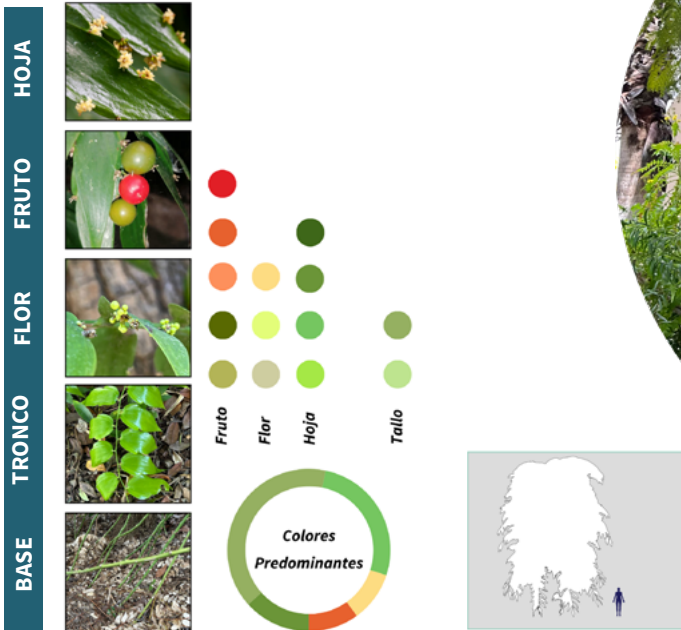 HOJA
FRUTO
FLOR
TRONCO
BASE
Fruto
Flor
Hoja
Tallo
Colores
Predominantes